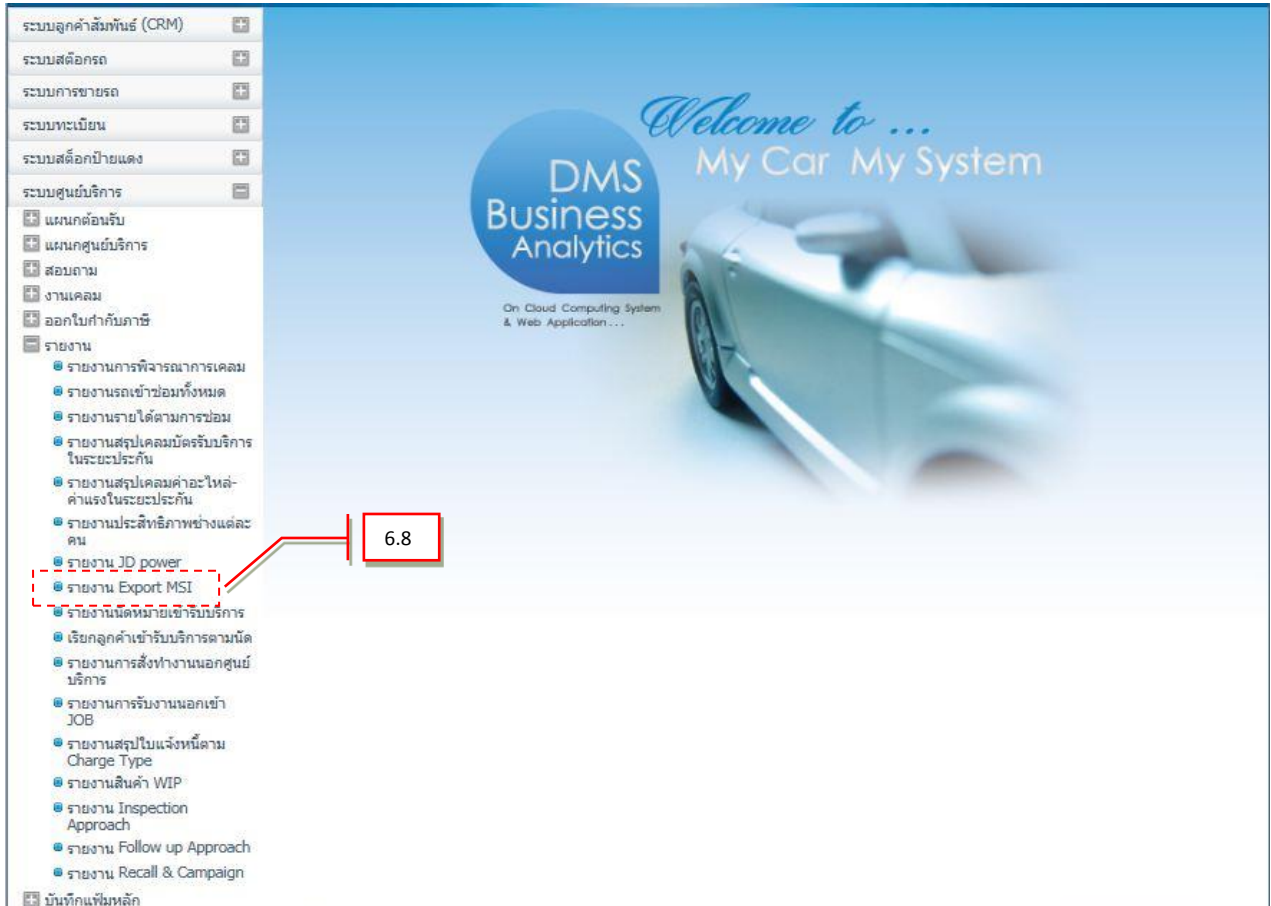 ระบบลูกค้าสัมพันธ์ (CRM)
ระบบสต๊อกรถ
ระบบการขายรถ
ระบบทะเบียน
ระบบสต็อกป้ายแดง
ระบบศูนย์บริการ
แผนกต้อนรับ
แผนกศูนย์บริการ
สอบถาม
งานเคลม
ออกใบกำกับภาษี
รายงาน
รายงานการพิจารณาการเคลม
รายงานรถเข้าซ่อมทั้งหมด
รายงานรายได้ตามการซ่อม
รายงานสรุปเคลมบัตรรับบริการ
ในระยะประกัน
รายงานสรุปเคลมค่าอะไหล่-
ค่าแรงในระยะประกัน
รายงานประสิทธิภาพช่างแต่ละ
คน
รายงาน JD power
รายงาน Export MSI
รายงานนัดหมายเข้ารับบริการ
เรียกลูกค้าเข้ารับบริการตามนัด
รายงานการสั่งทำงานนอกศูนย์
บริการ
รายงานการรับงานนอกเข้า
JOB
รายงานสรุปใบแจ้งหนี้ตาม
Charge Type
รายงานสินค้า WIP
รายงาน Inspection
Approach
รายงาน Follow up Approach
รายงาน Recall & Campaign
บันทึกแฟ้มหลัก
Welcome to ...
My Car My System
DMS
Business
Analytics
On Cloud Computing System
& Web Application...
6.8